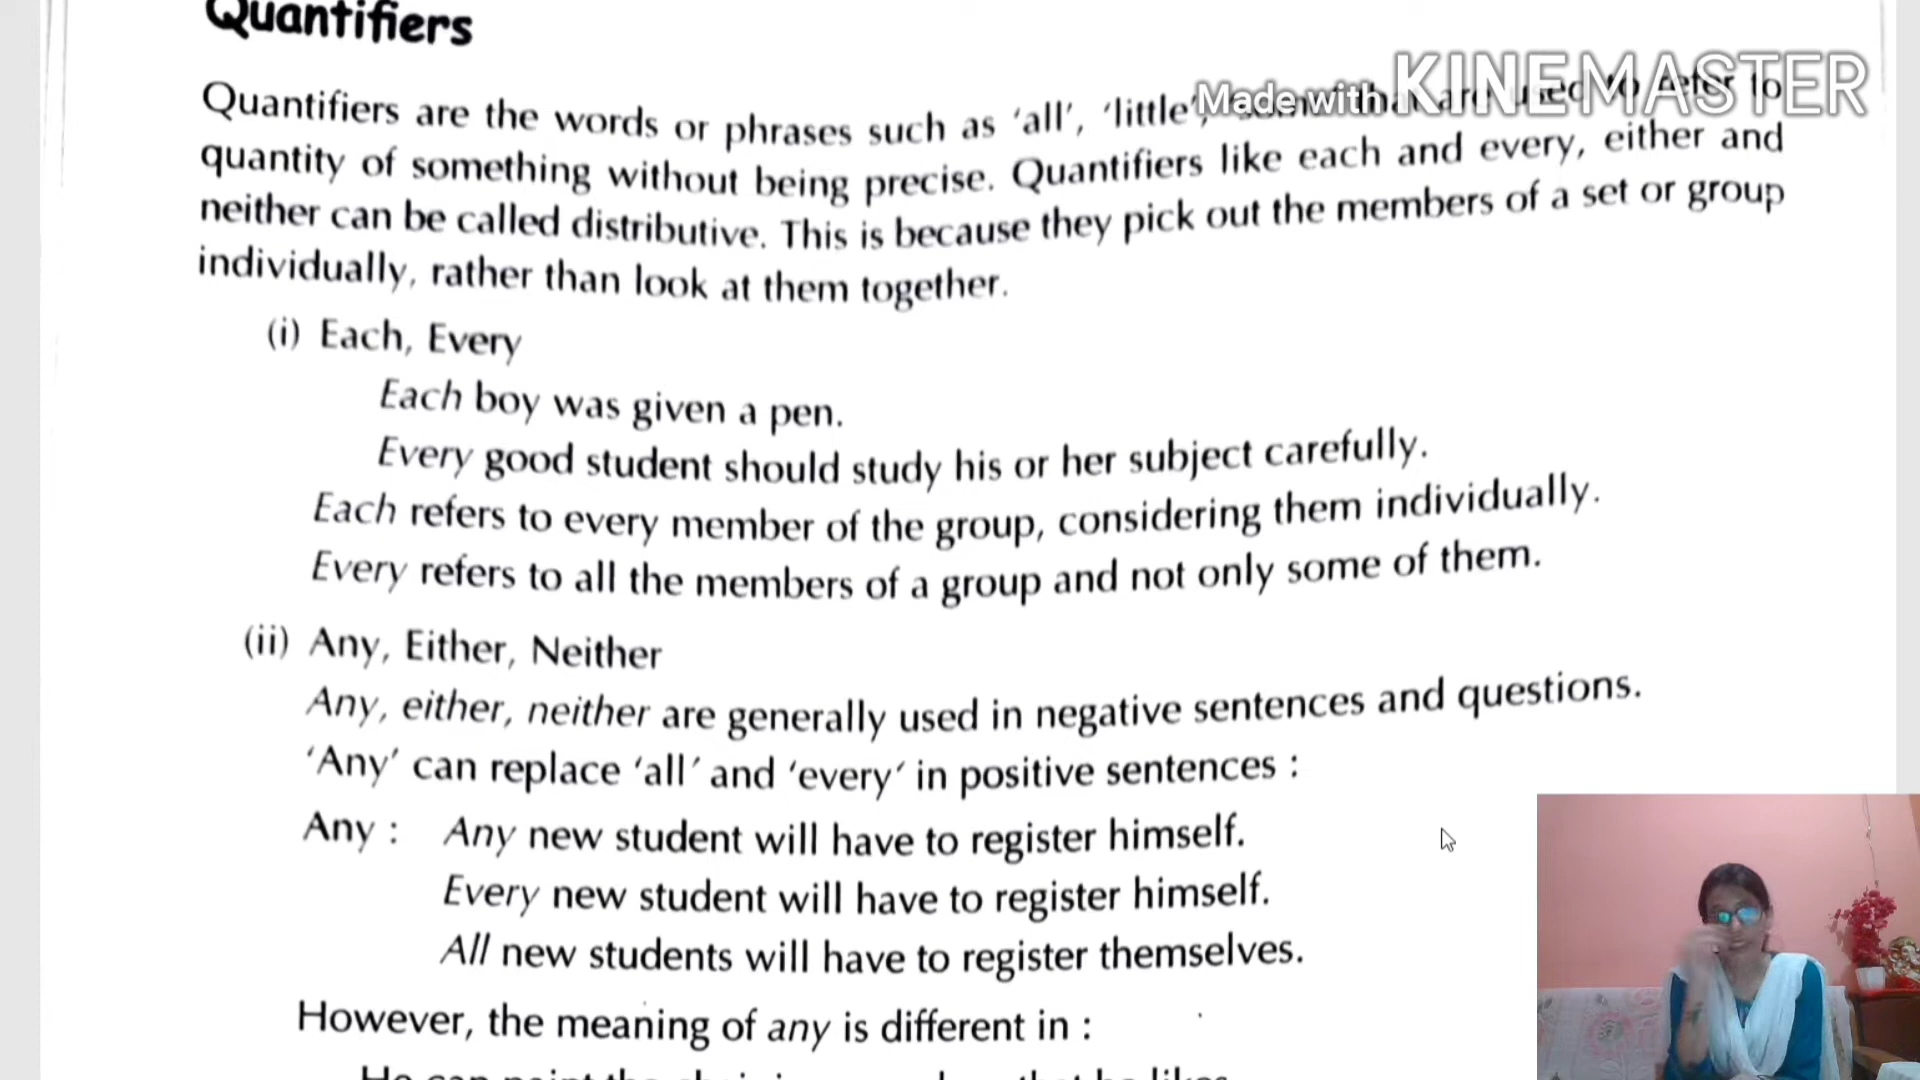 Quantifiers
Made with KINEMASTER
Quantifiers are the words or phrases such as ‘all’, ‘little’, to refer to
quantity of something without being precise. Quantifiers like each and every, either and
neither can be called distributive. This is because they pick out the members of a set or group
individually, rather than look at them together.
(i) Each, Every
Each boy was given a pen.
Every good student should study his or her subject carefully.
Each refers to every member of the group, considering them individually.
Every refers to all the members of a group and not only some of them.
(ii) Any, Either, Neither
Any, either, neither are generally used in negative sentences and questions.
‘Any’ can replace ‘all’ and ‘every’ in positive sentences :
Any : Any new student will have to register himself.
Every new student will have to register himself.
All new students will have to register themselves.
However, the meaning of any is different in :